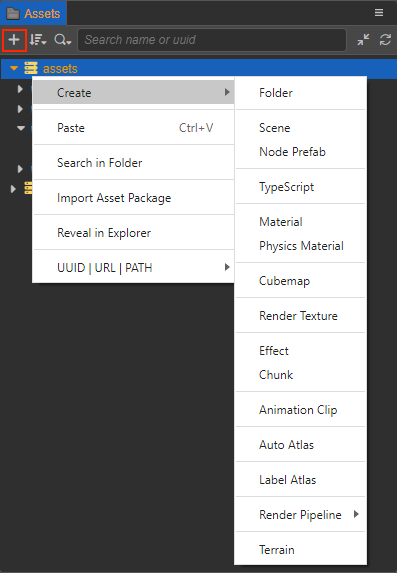 Assets
Search name or uuid
assets
Create
Paste Ctrl+V
Search in Folder
Import Asset Package
Reveal in Explorer
UUID | URL | PATH
Folder
Scene
Node Prefab
TypeScript
Material
Physics Material
Cubemap
Render Texture
Effect
Chunk
Animation Clip
Auto Atlas
Label Atlas
Render Pipeline
Terrain